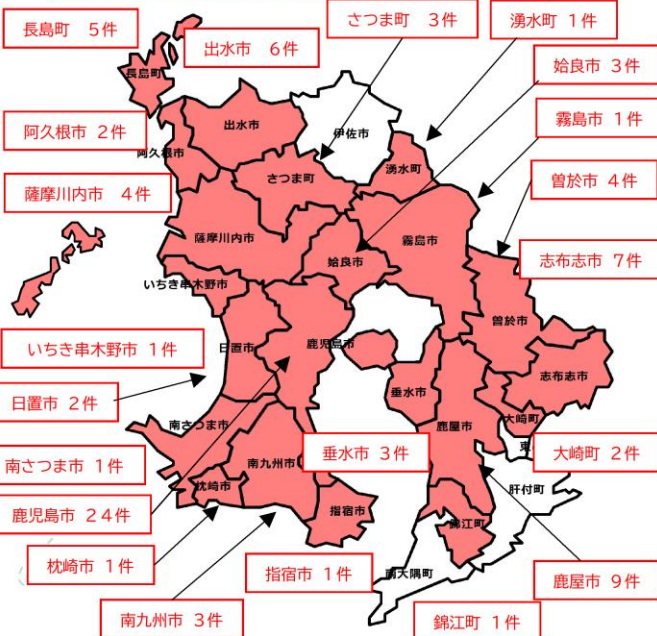 さつま町 3件
湧水町 1件
長島町 5件
出水市 6件
姶良市 3件
長島町
霧島市 1件
阿久根市 2件
出水市
伊佐市
阿久根市
湧水町
さつま町
曽於市 4件
薩摩川内市 4件
薩摩川内市
霧島市
姶良市
志布志市 7件
いちき串木野市
曽於市
いちき串木野市 1件
日置市
鹿児島市
志布志市
垂水市
日置市 2件
大崎町
南さつま市
鹿屋市
東
垂水市 3件
大崎町 2件
南さつま市 1件
南九州市
枕崎市
肝付町
鹿児島市 24件
指宿市
錦江町
枕崎市 1件
指宿市 1件
南大隅町
鹿屋市 9件
南九州市 3件
錦江町 1件